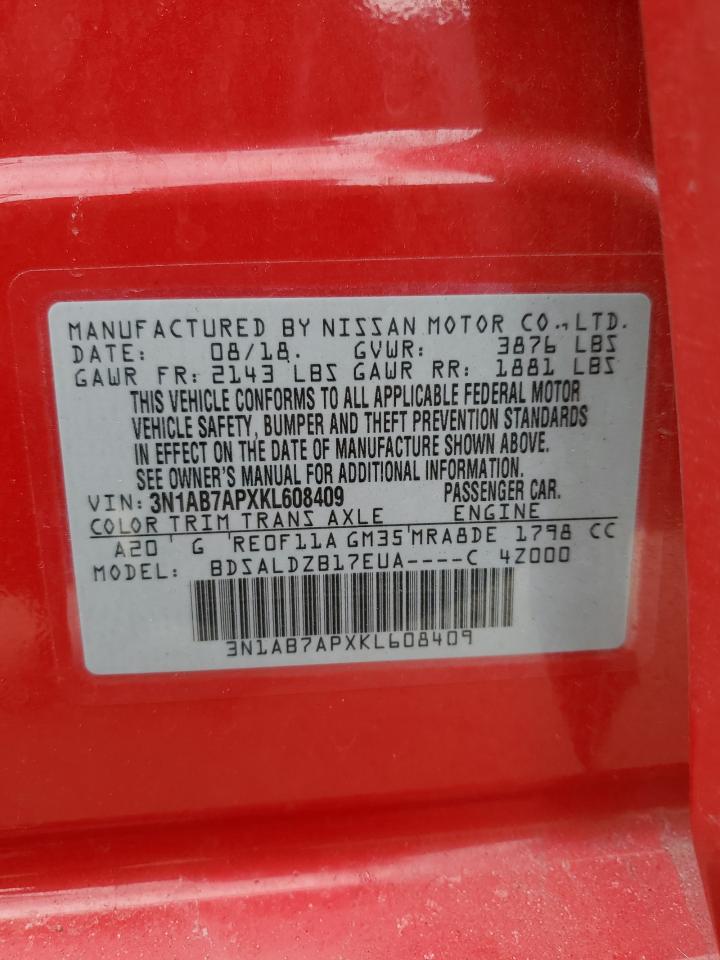 MANUFACTURED BY NISSAN MOTOR CO.,LTD.
DATE: 08/18. GVWR: 3876 LBS
GAWR FR: 2143 LBS GAWR RR: 1881 LBS
THIS VEHICLE CONFORMS TO ALL APPLICABLE FEDERAL MOTOR
VEHICLE SAFETY, BUMPER AND THEFT PREVENTION STANDARDS
IN EFFECT ON THE DATE OF MANUFACTURE SHOWN ABOVE.
SEE OWNER'S MANUAL FOR ADDITIONAL INFORMATION.
VIN: 3N1AB7APXKL608409 PASSENGER CAR.
COLOR TRIM TRANS AXLE ENGINE
A20 G RE0F11A GM35 MRA8DE 1798 CC
MODEL: BDSALDZB17EUA----C 4Z000
3N1AB7APXKL608409